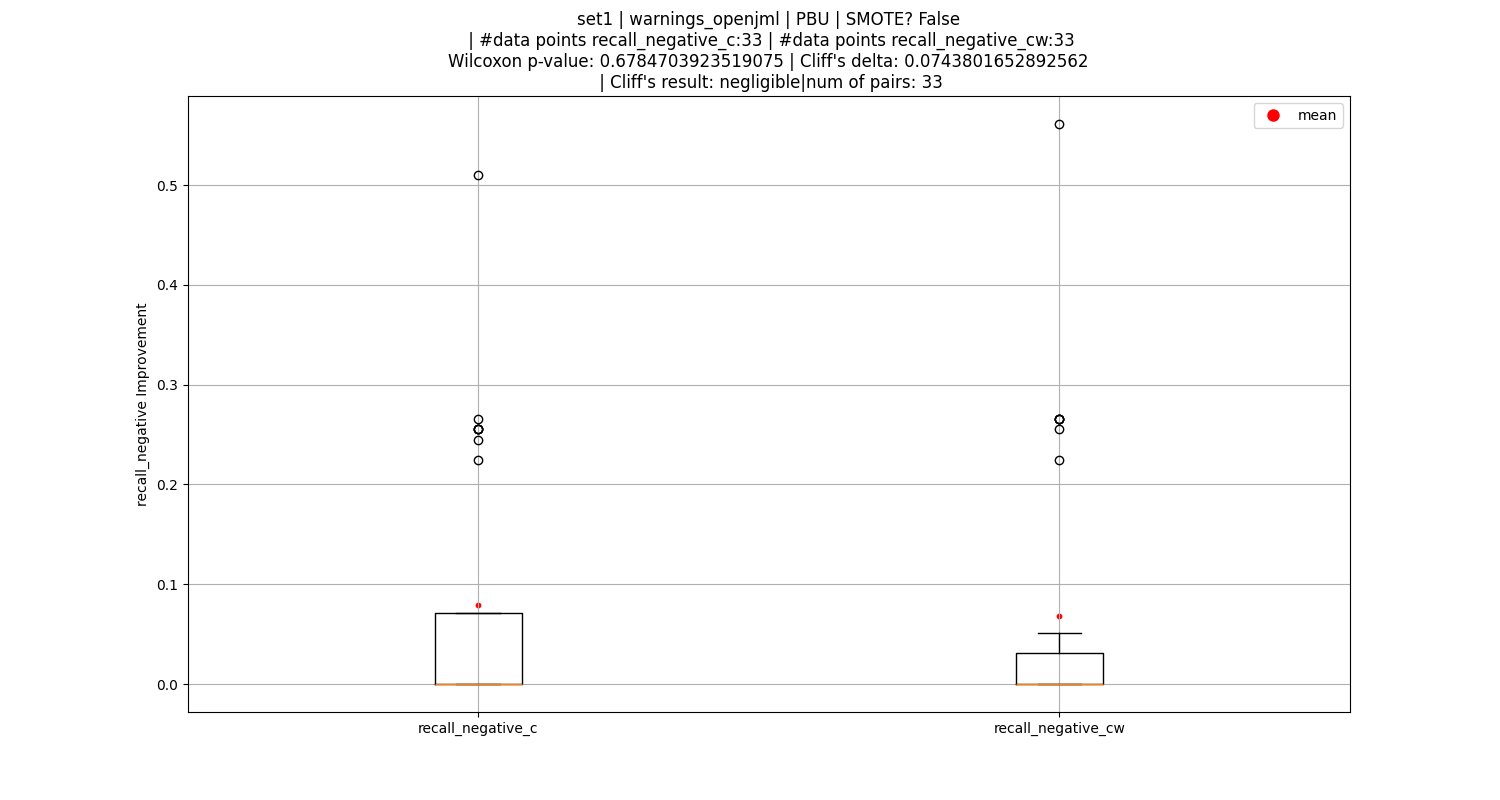 set1 | warnings_openjml | PBU | SMOTE? False
| #data points recall_negative_c:33 | #data points recall_negative_cw:33
Wilcoxon p-value: 0.6784703923519075 | Cliff's delta: 0.0743801652892562
| Cliff's result: negligible|num of pairs: 33
mean
0.5
0.4
0.3
0.2
0.1
0.0
recall_negative Improvement
recall_negative_c
recall_negative_cw